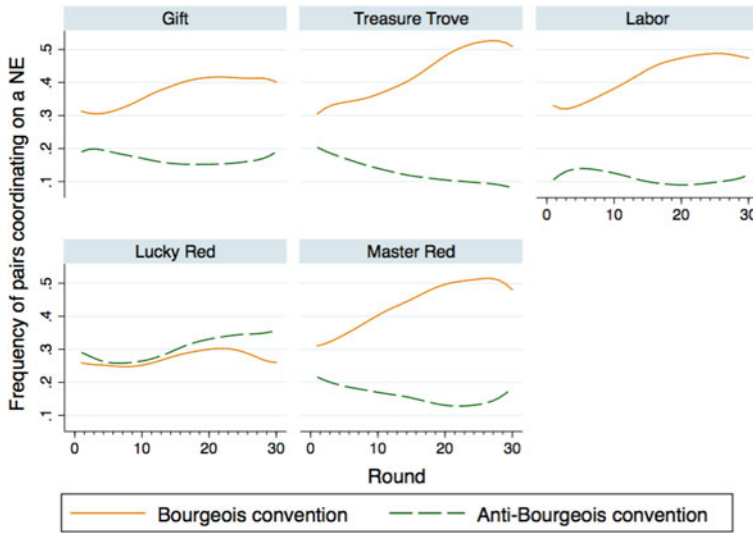 Gift
Treasure Trove
Labor
.5
.4
.3
.2
.1
0 10 20 30
Lucky Red
Master Red
.5
.4
.3
.2
.1
0 10 20 30
0 10 20 30
Frequency of pairs coordinating on a NE
Round
Bourgeois convention
Anti-Bourgeois convention